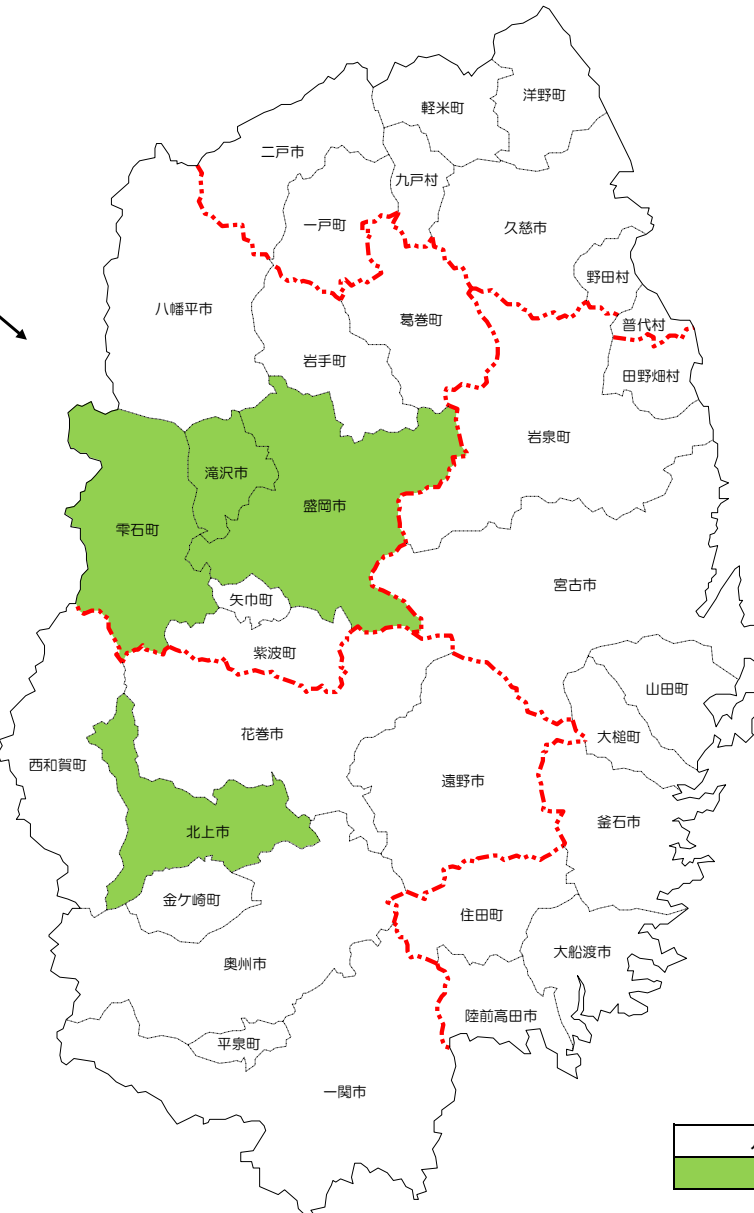 洋野町
軽米町
二戸市
九戸村
一戸町
久慈市
野田村
八幡平市
葛巻町
普代村
岩手町
田野畑村
岩泉町
滝沢市
盛岡市
雫石町
宮古市
矢巾町
紫波町
山田町
花巻市
大槌町
西和賀町
遠野市
釜石市
北上市
金ケ崎町
住田町
大船渡市
奥州市
陸前高田市
平泉町
一関市